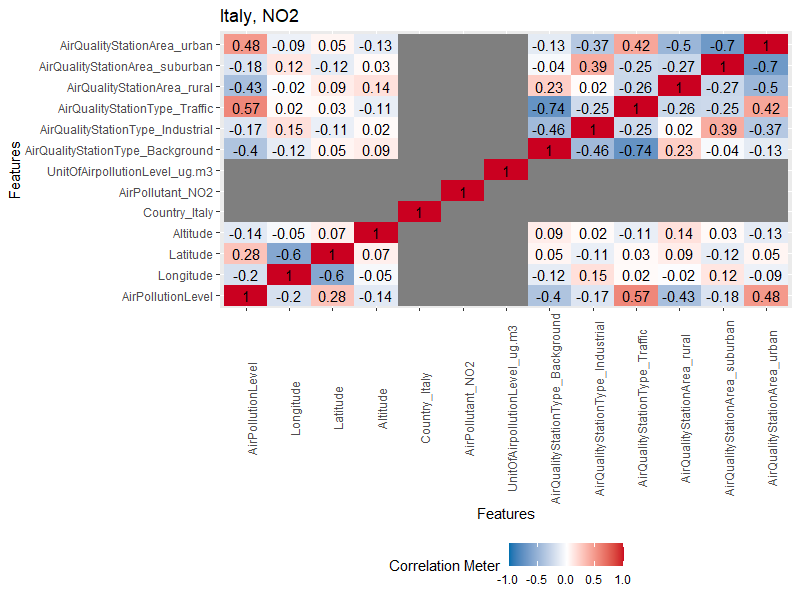 Italy, NO2
AirQualityStationArea_urban 0.48 -0.09 0.05 -0.13 -0.13 -0.37 0.42 -0.5 -0.7 1
AirQualityStationArea_suburban -0.18 0.12 -0.12 0.03 -0.04 0.39 -0.25 -0.27 1 -0.7
AirQualityStationArea_rural -0.43 -0.02 0.09 0.14 0.23 0.02 -0.26 1 -0.27 -0.5
AirQualityStationType_Traffic 0.57 0.02 0.03 -0.11 -0.74 -0.25 1 -0.26 -0.25 0.42
AirQualityStationType_Industrial -0.17 0.15 -0.11 0.02 -0.46 1 -0.25 0.02 0.39 -0.37
AirQualityStationType_Background -0.4 -0.12 0.05 0.09 1 -0.46 -0.74 0.23 -0.04 -0.13
UnitOfAirpollutionLevel_ug.m3 1
AirPollutant_NO2 1
Country_Italy 1
Altitude -0.14 -0.05 0.07 1 0.09 0.02 -0.11 0.14 0.03 -0.13
Latitude 0.28 -0.6 1 0.07 0.05 -0.11 0.03 0.09 -0.12 0.05
Longitude -0.2 1 -0.6 -0.05 -0.12 0.15 0.02 -0.02 0.12 -0.09
AirPollutionLevel 1 -0.2 0.28 -0.14 -0.4 -0.17 0.57 -0.43 -0.18 0.48
Features
AirPollutionLevel
Longitude
Latitude
Altitude
Country_Italy
AirPollutant_NO2
UnitOfAirpollutionLevel_ug.m3
AirQualityStationType_Background
AirQualityStationType_Industrial
AirQualityStationType_Traffic
AirQualityStationArea_rural
AirQualityStationArea_suburban
AirQualityStationArea_urban
Features
Correlation Meter
-1.0 -0.5 0.0 0.5 1.0